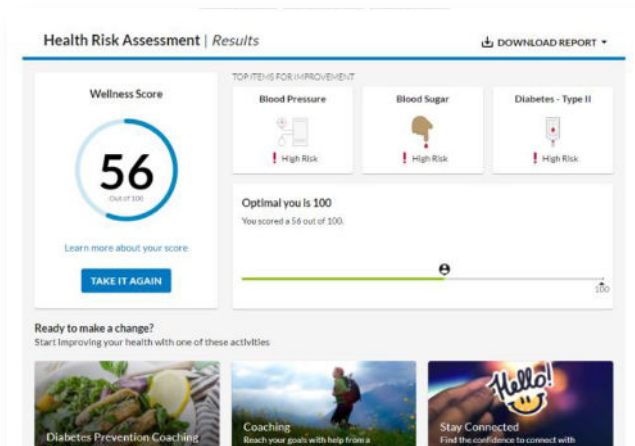 Health Risk Assessment | Results
DOWNLOAD REPORT
Wellness Score
56
Out of 100
Learn more about your score
TAKE IT AGAIN
TOP ITEMS FOR IMPROVEMENT
Blood Pressure
High Risk
Blood Sugar
High Risk
Diabetes - Type II
High Risk
Optimal you is 100
You scored a 56 out of 100.
100
Ready to make a change?
Start improving your health with one of these activities
Diabetes Prevention Coaching
Coaching
Reach your goals with help from a
Hello!
Stay Connected
Find the confidence to connect with